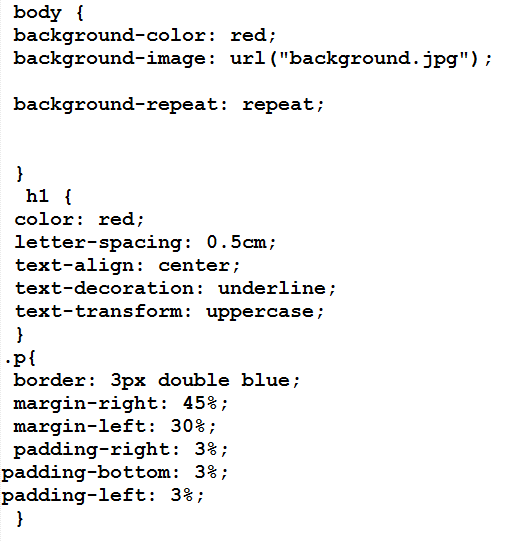 body {
background-color: red;
background-image: url("background.jpg");
background-repeat: repeat;
}
h1 {
color: red;
letter-spacing: 0.5cm;
text-align: center;
text-decoration: underline;
text-transform: uppercase;
}
.p{
border: 3px double blue;
margin-right: 45%;
margin-left: 30%;
padding-right: 3%;
padding-bottom: 3%;
padding-left: 3%;
}